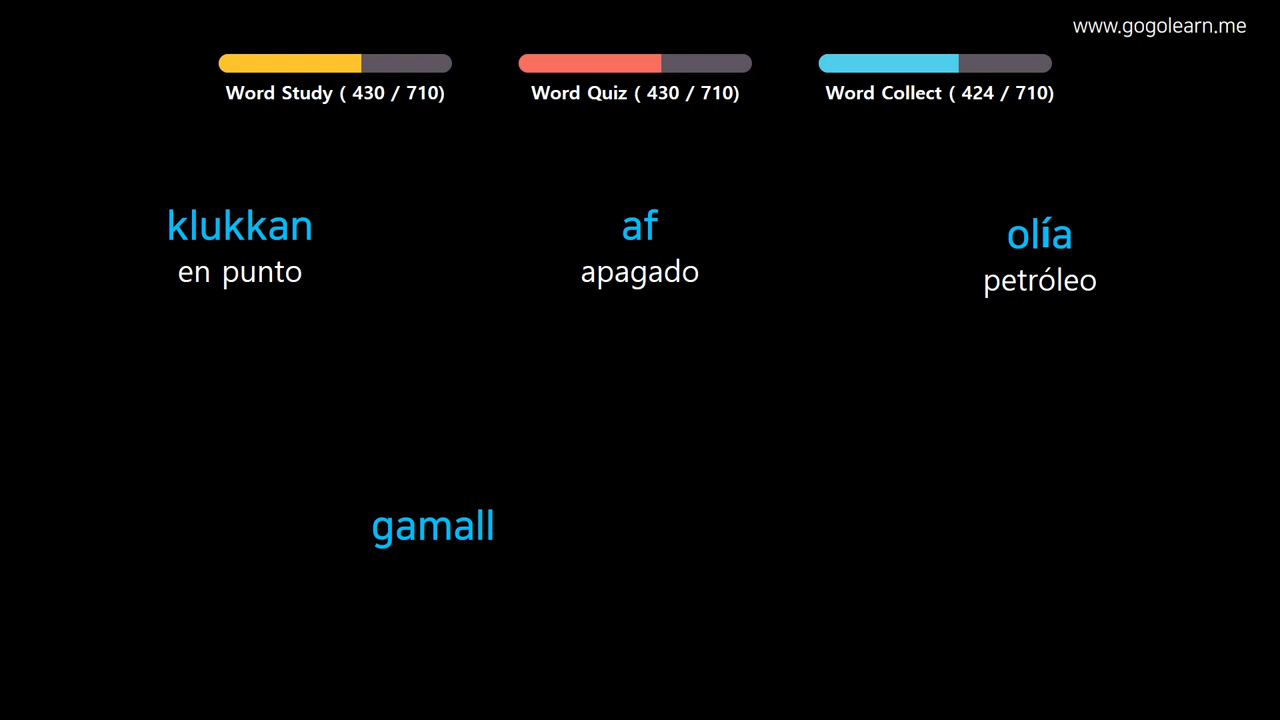 www.gogolearn.me
Word Study ( 430 / 710)
Word Quiz ( 430 / 710)
Word Collect ( 424 / 710)
klukkan
en punto
af
apagado
olía
petróleo
gamall